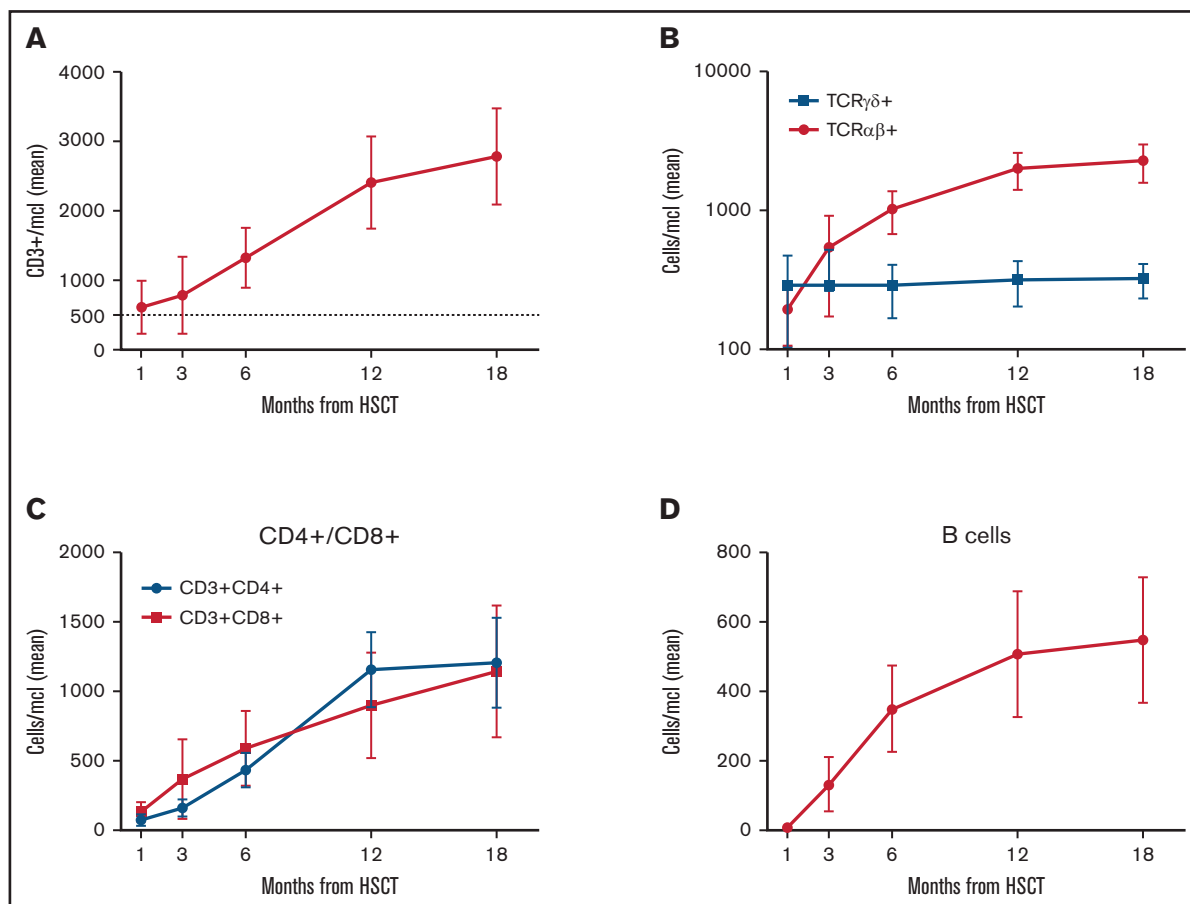 A
4000
3000
2000
1000
500
0
CD3+/mcl (mean)
1 3 6 12 18
Months from HSCT
B
10000
1000
100
Cells/mcl (mean)
TCRγδ+
TCRαβ+
1 3 6 12 18
Months from HSCT
C
CD4+/CD8+
2000
1500
1000
500
0
Cells/mcl (mean)
CD3+CD4+
CD3+CD8+
1 3 6 12 18
Months from HSCT
D
B cells
800
600
400
200
0
Cells/mcl (mean)
1 3 6 12 18
Months from HSCT